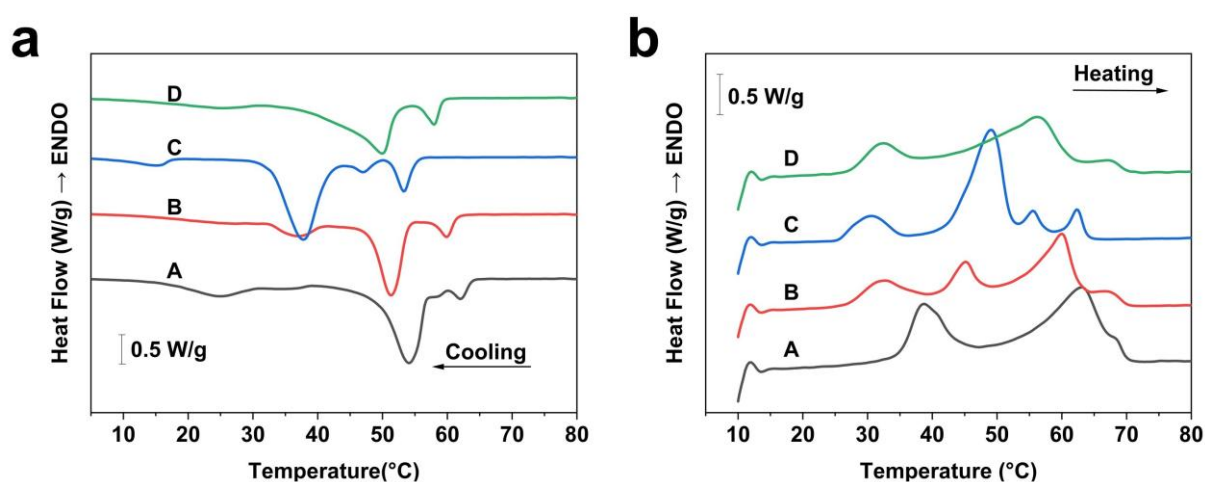 a
Heat Flow (W/g) → ENDO
D
C
B
A
0.5 W/g
Cooling
10 20 30 40 50 60 70 80
Temperature(°C)
b
Heat Flow (W/g) → ENDO
0.5 W/g
Heating
D
C
B
A
10 20 30 40 50 60 70 80
Temperature (°C)